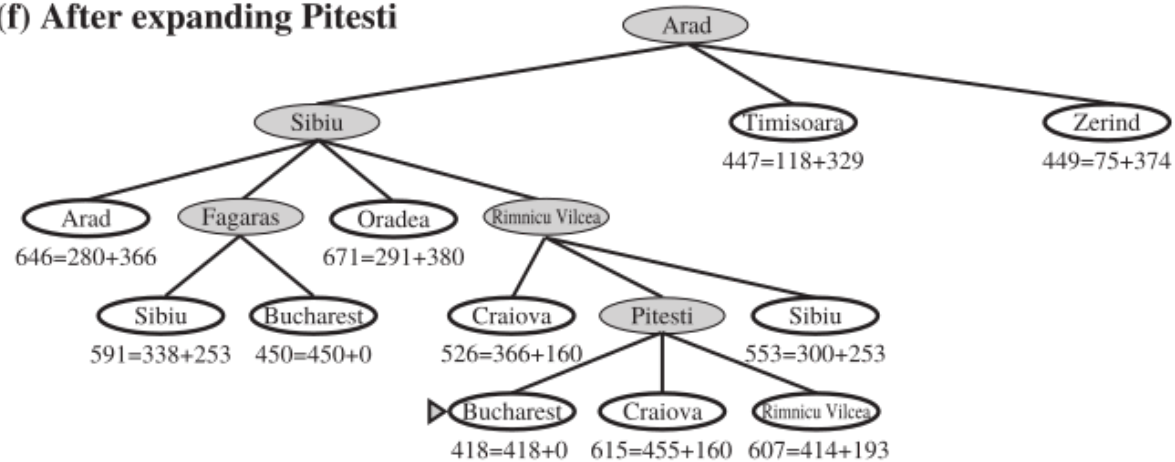 (f) After expanding Pitesti
Arad
Sibiu
Timisoara
Zerind
447=118+329
449=75+374
Arad
Fagaras
Oradea
Rimnicu Vilcea
646=280+366
671=291+380
Sibiu
Bucharest
Craiova
Pitesti
Sibiu
591=338+253
450=450+0
526=366+160
553=300+253
Bucharest
Craiova
Rimnicu Vilcea
418=418+0
615=455+160
607=414+193